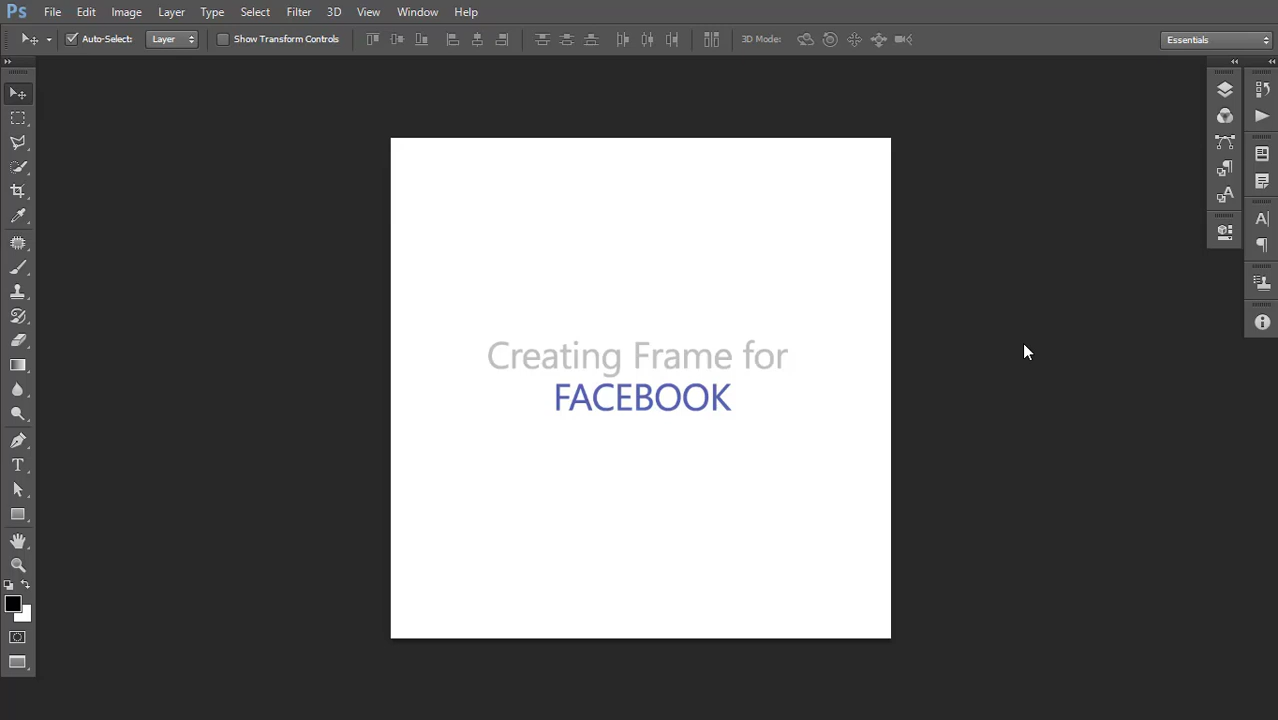 Ps File Edit Image Layer Type Select Filter 3D View Window Help
Auto-Select: Layer Show Transform Controls 3D Mode: Essentials
Creating Frame for
FACEBOOK